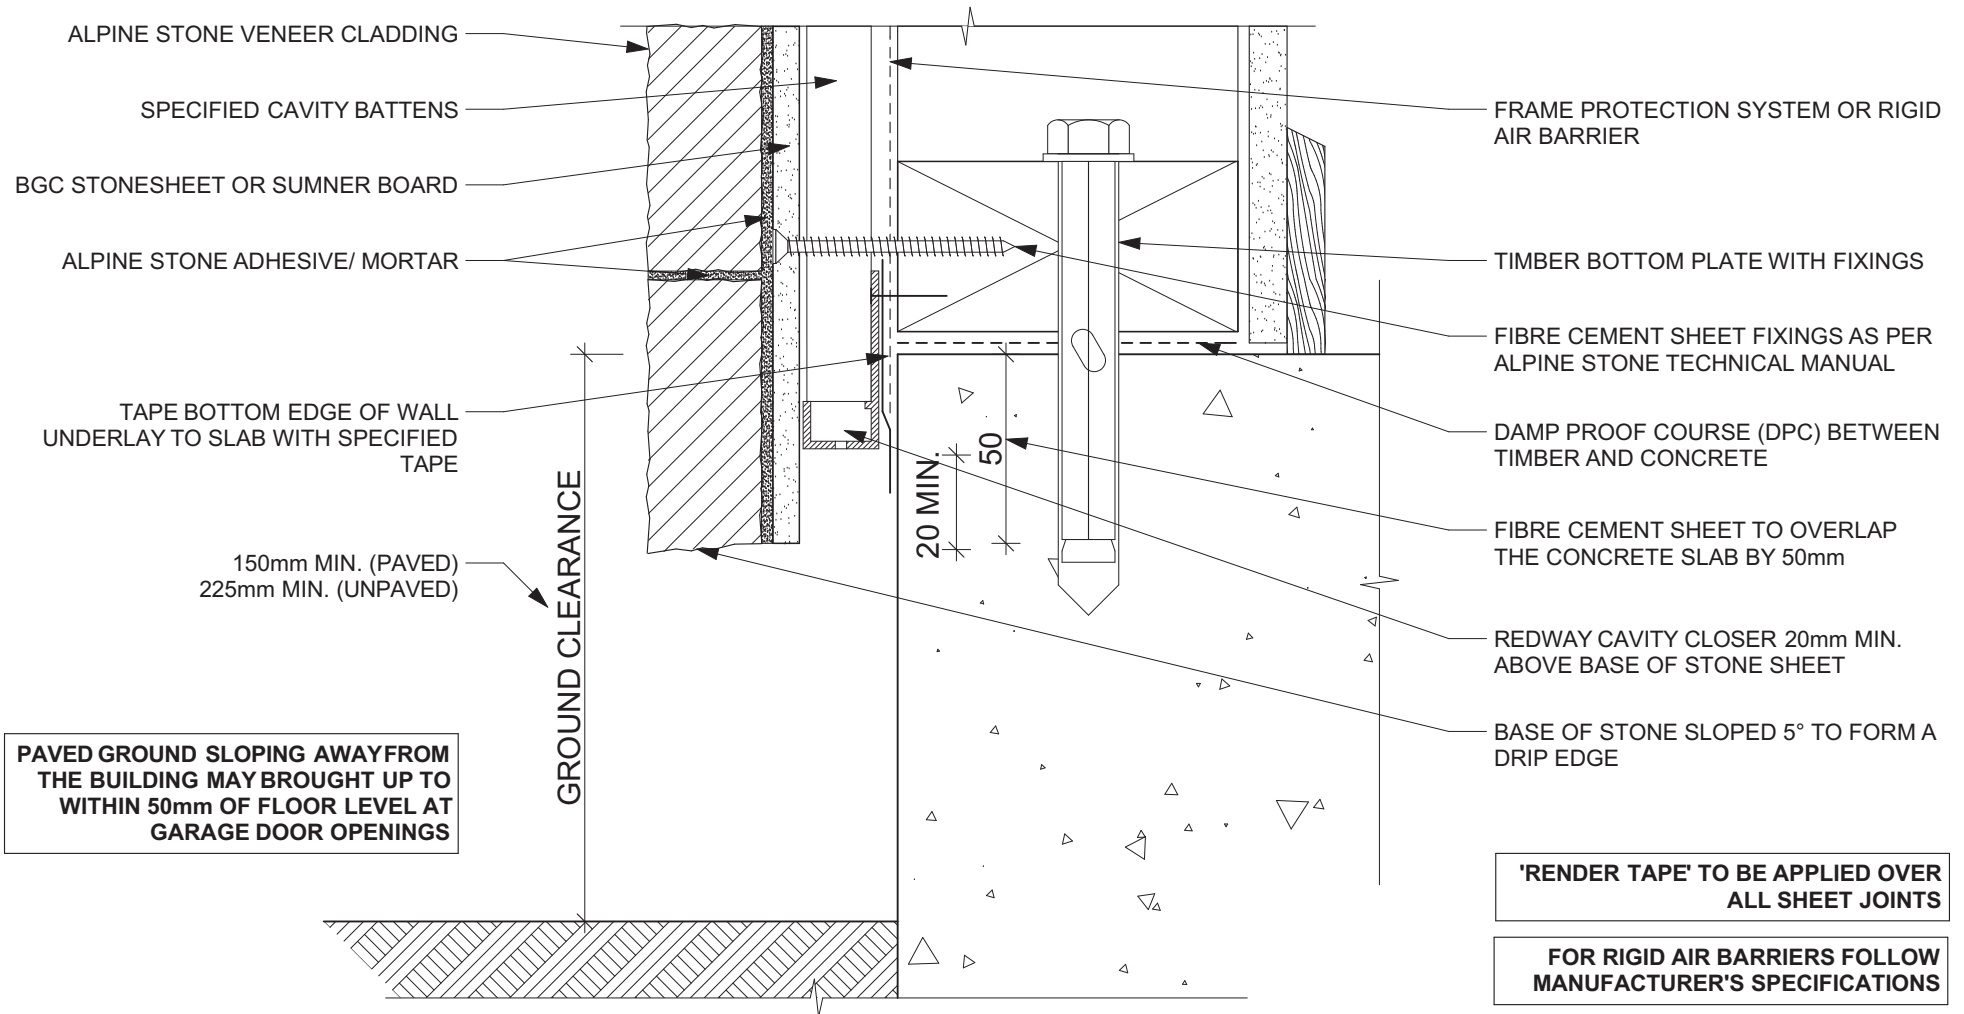 ALPINE STONE VENEER CLADDING
SPECIFIED CAVITY BATTENS
BGC STONESHEET OR SUMNER BOARD
ALPINE STONE ADHESIVE/ MORTAR
TAPE BOTTOM EDGE OF WALL
UNDERLAY TO SLAB WITH SPECIFIED
TAPE
150mm MIN. (PAVED)
225mm MIN. (UNPAVED)
GROUND CLEARANCE
PAVED GROUND SLOPING AWAY FROM
THE BUILDING MAY BROUGHT UP TO
WITHIN 50mm OF FLOOR LEVEL AT
GARAGE DOOR OPENINGS
20 MIN.
50
FRAME PROTECTION SYSTEM OR RIGID
AIR BARRIER
TIMBER BOTTOM PLATE WITH FIXINGS
FIBRE CEMENT SHEET FIXINGS AS PER
ALPINE STONE TECHNICAL MANUAL
DAMP PROOF COURSE (DPC) BETWEEN
TIMBER AND CONCRETE
FIBRE CEMENT SHEET TO OVERLAP
THE CONCRETE SLAB BY 50mm
REDWAY CAVITY CLOSER 20mm MIN.
ABOVE BASE OF STONE SHEET
BASE OF STONE SLOPED 5° TO FORM A
DRIP EDGE
'RENDER TAPE' TO BE APPLIED OVER
ALL SHEET JOINTS
FOR RIGID AIR BARRIERS FOLLOW
MANUFACTURER'S SPECIFICATIONS